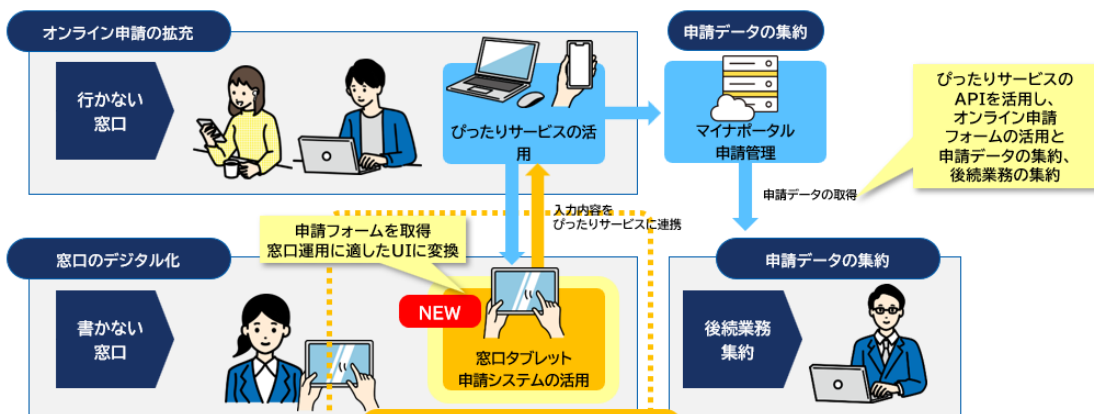 オンライン申請の拡充
行かない
窓口
ぴったりサービスの活
用
申請データの集約
マイナポータル
申請管理
ぴったりサービスの
APIを活用し、
オンライン申請
フォームの活用と
申請データの集約、
後続業務の集約
申請データの取得
入力内容を
ぴったりサービスに連携
申請フォームを取得
窓口運用に適したUIに変換
窓口のデジタル化
書かない
窓口
NEW
窓口タブレット
申請システムの活用
申請データの集約
後続業務
集約